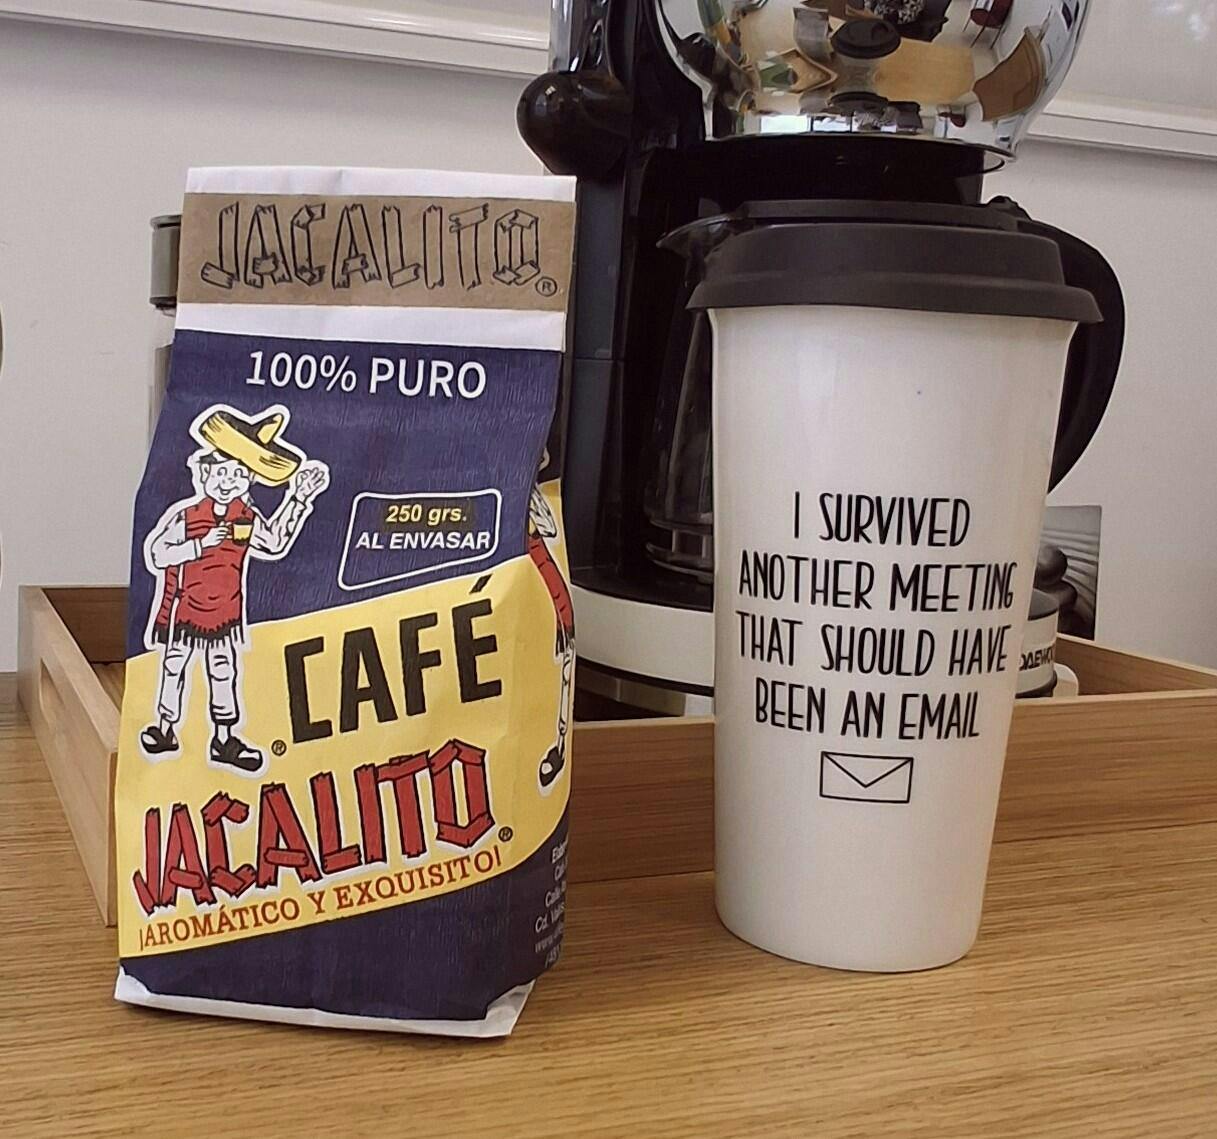 JACALITO®
100% PURO
250 grs.
AL ENVASAR
CAFÉ
®
JACALITO®
¡AROMÁTICO Y EXQUISITO!
I SURVIVED
ANOTHER MEETING
THAT SHOULD HAVE
BEEN AN EMAIL